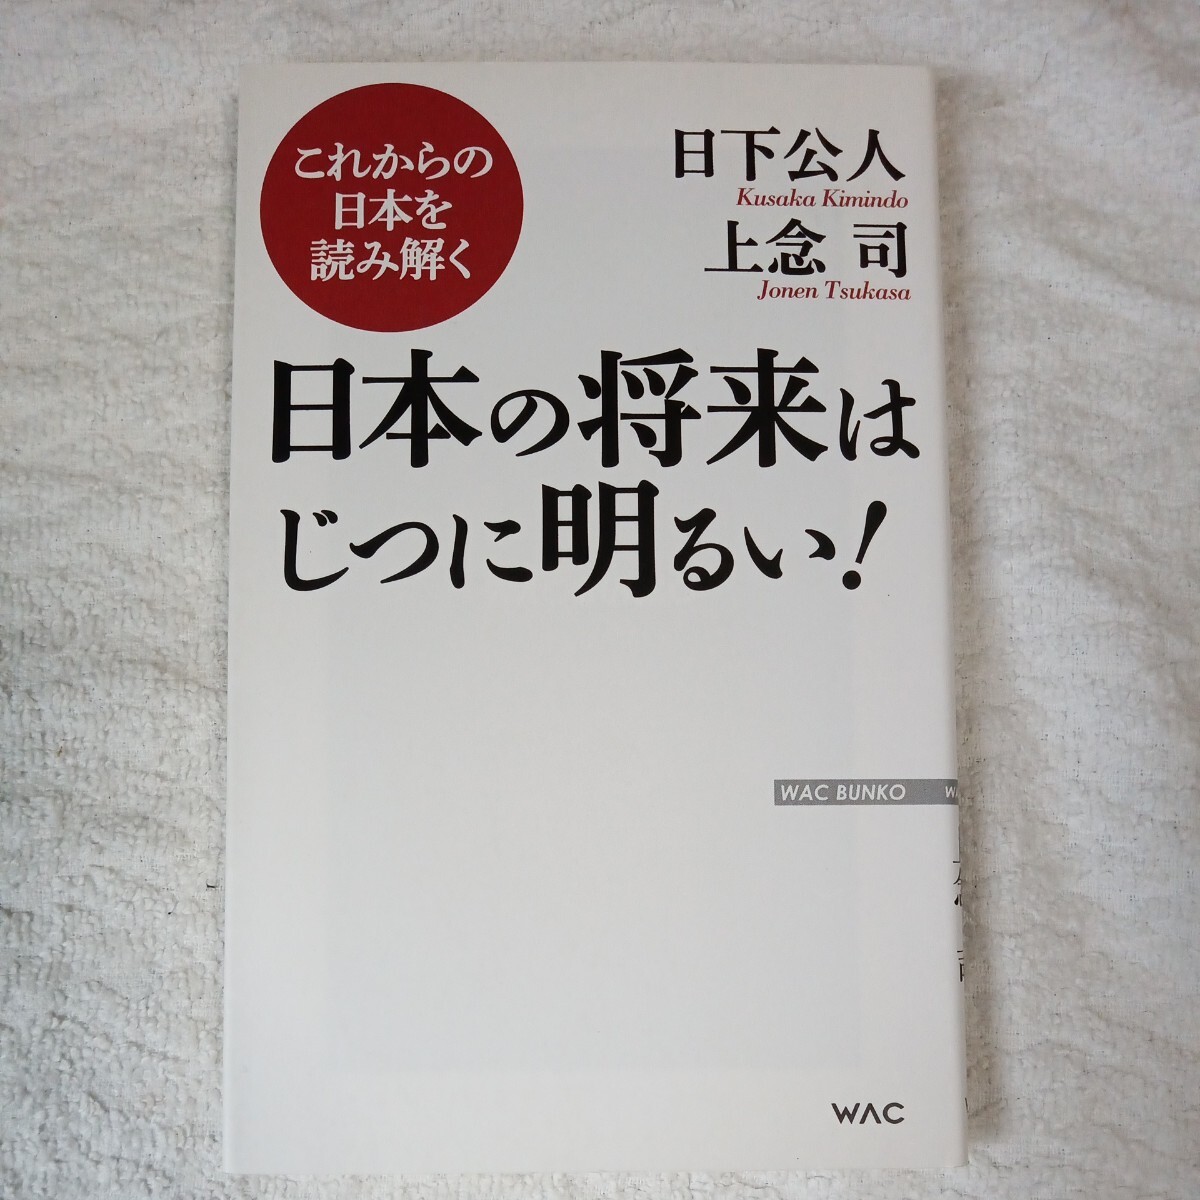 これからの
日本を
読み解く
日下公人
Kusaka Kimindo
上念 司
Jonen Tsukasa
日本の将来は
じつに明るい!
WAC BUNKO
WAC